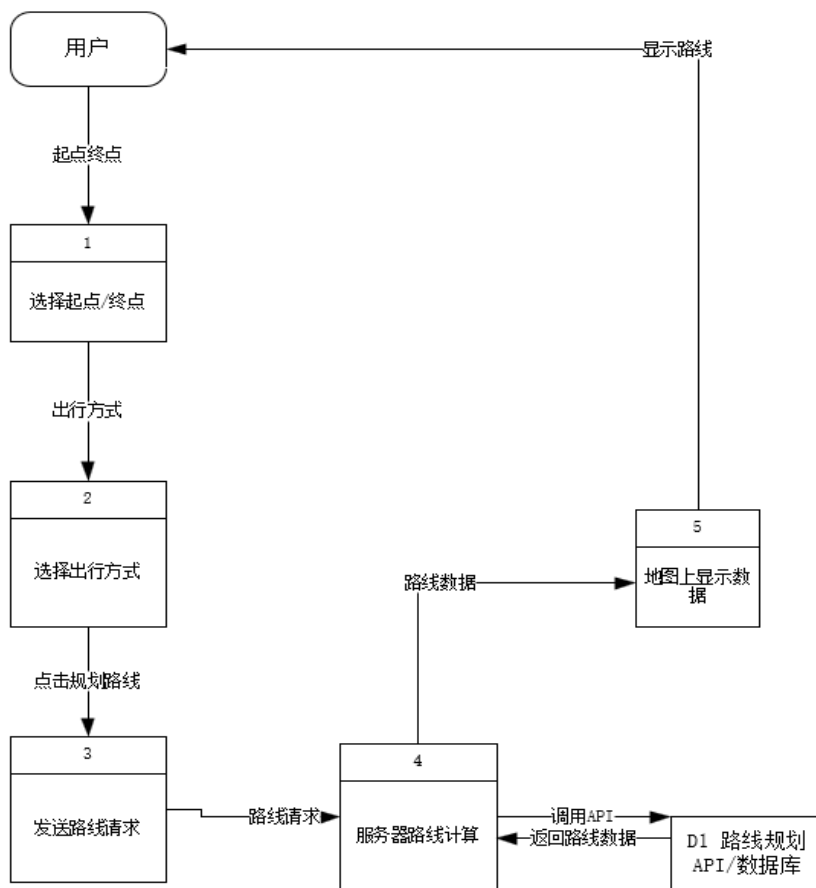 用户
显示路线
起点终点
1
选择起点/终点
出行方式
2
选择出行方式
5
地图上显示数
据
路线数据
点击规划路线
3
发送路线请求
路线请求
4
服务器路线计算
调用API
返回路线数据
D1 路线规划
API/数据库